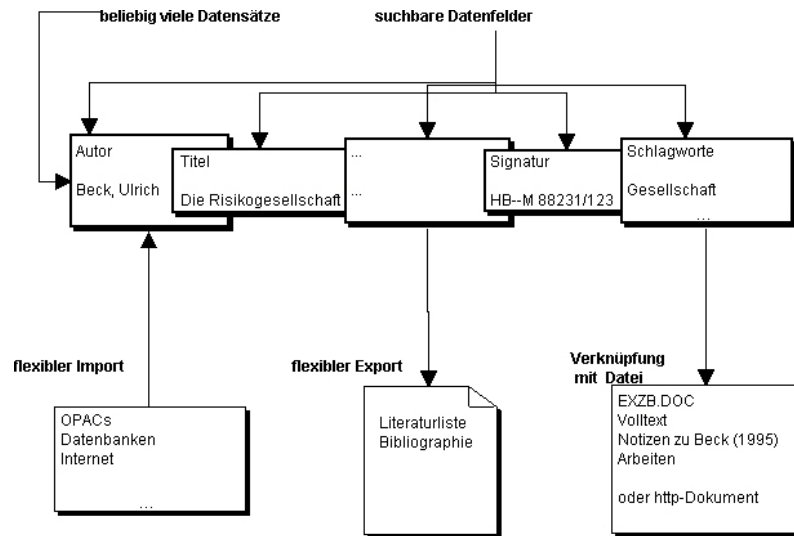 beliebig viele Datensätze
suchbare Datenfelder
Autor
Beck, Ulrich
Titel
Die Risikogesellschaft
...
...
Signatur
HB--M 88231/123
Schlagworte
Gesellschaft
...
flexibler Import
flexibler Export
Verknüpfung
mit Datei
OPACs
Datenbanken
Internet
...
Literaturliste
Bibliographie
EXZB.DOC
Volltext
Notizen zu Beck (1995)
Arbeiten
oder http-Dokument